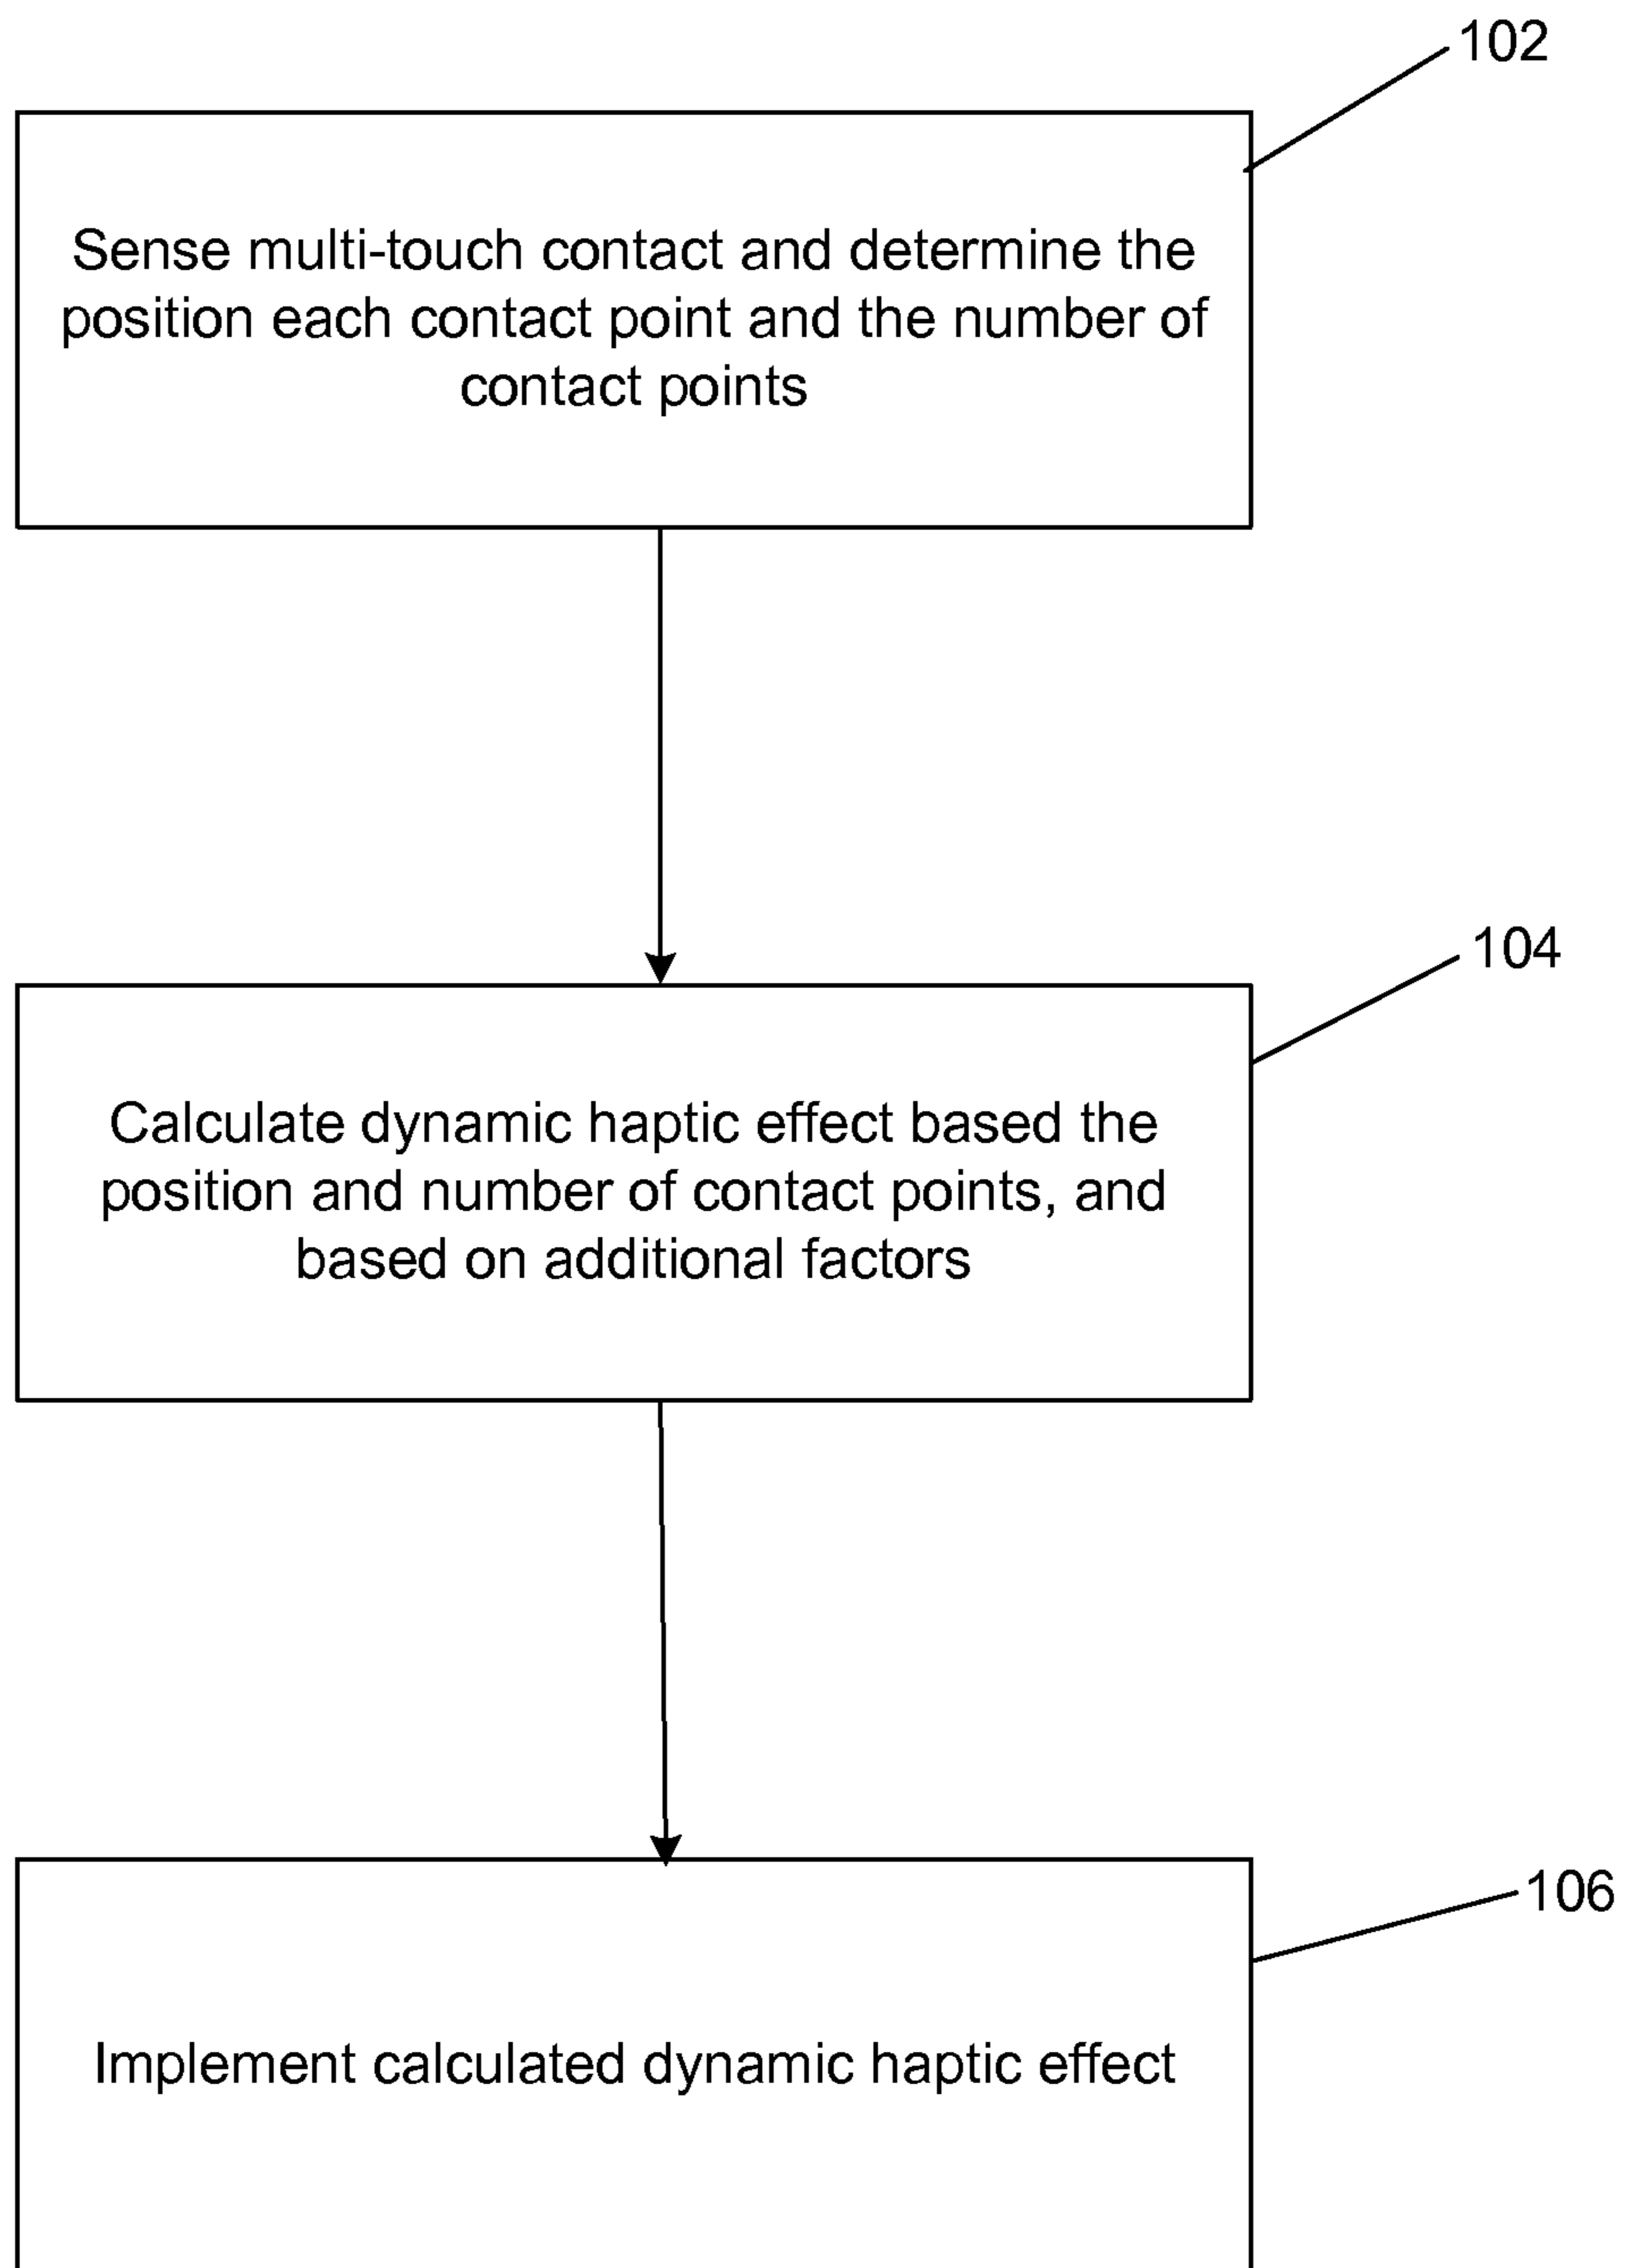 102
Sense multi-touch contact and determine the
position each contact point and the number of
contact points
104
Calculate dynamic haptic effect based the
position and number of contact points, and
based on additional factors
106
Implement calculated dynamic haptic effect